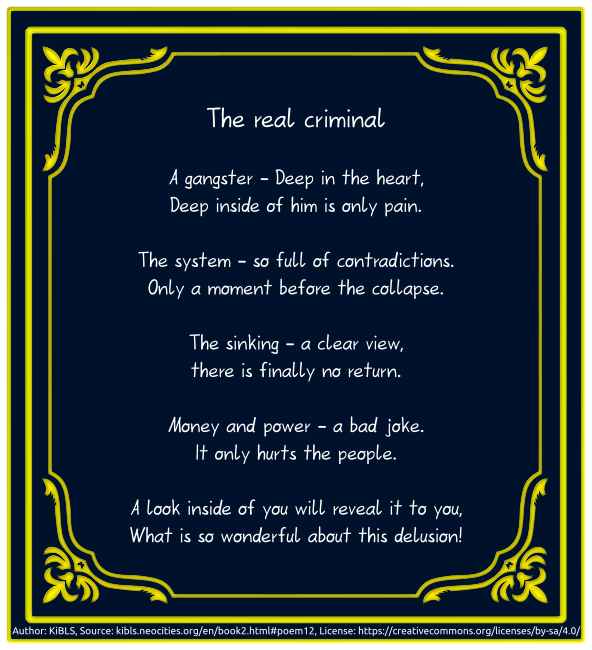 The real criminal
A gangster – Deep in the heart,
Deep inside of him is only pain.
The system – so full of contradictions.
Only a moment before the collapse.
The sinking – a clear view,
there is finally no return.
Money and power – a bad joke.
It only hurts the people.
A look inside of you will reveal it to you,
What is so wonderful about this delusion!
Author: KiBLS, Source: kibls.neocities.org/en/book2.html#poem12, License: https://creativecommons.org/licenses/by-sa/4.0/